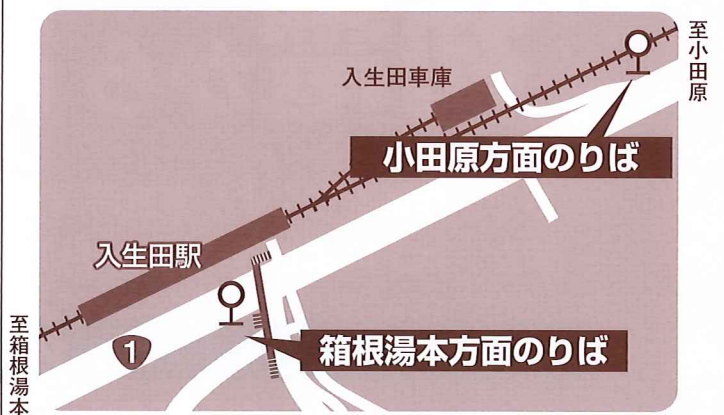 至小田原
入生田車庫
小田原方面のりば
入生田駅
1
箱根湯本方面のりば
至箱根湯本